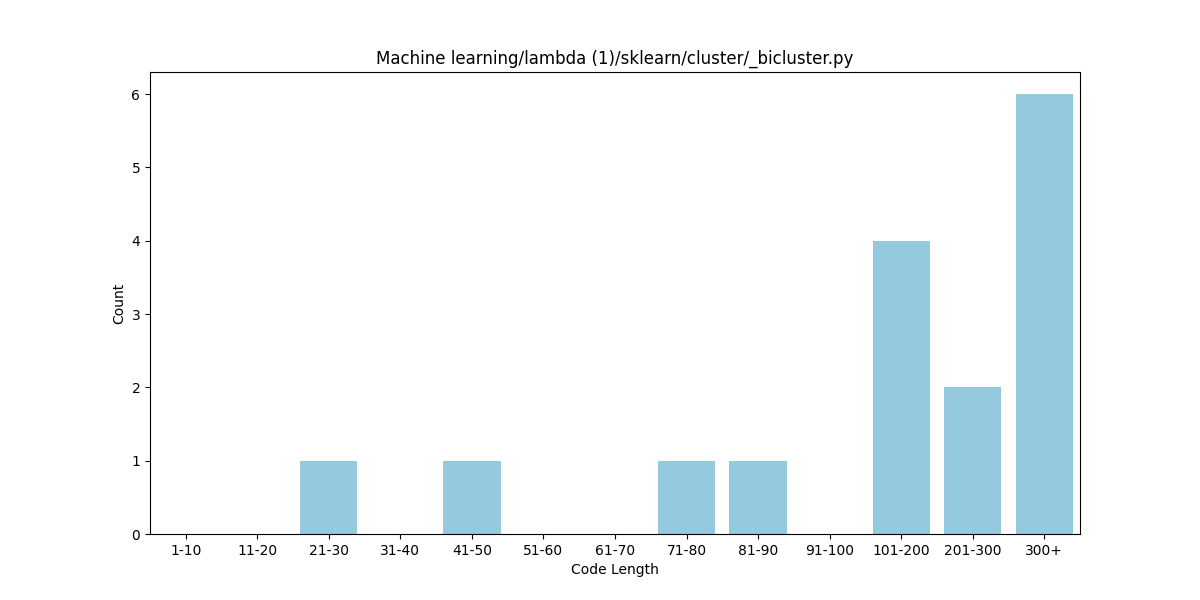 Machine learning/lambda (1)/sklearn/cluster/_bicluster.py
6
5
4
3
2
1
0
Count
1-10 11-20 21-30 31-40 41-50 51-60 61-70 71-80 81-90 91-100 101-200 201-300 300+
Code Length